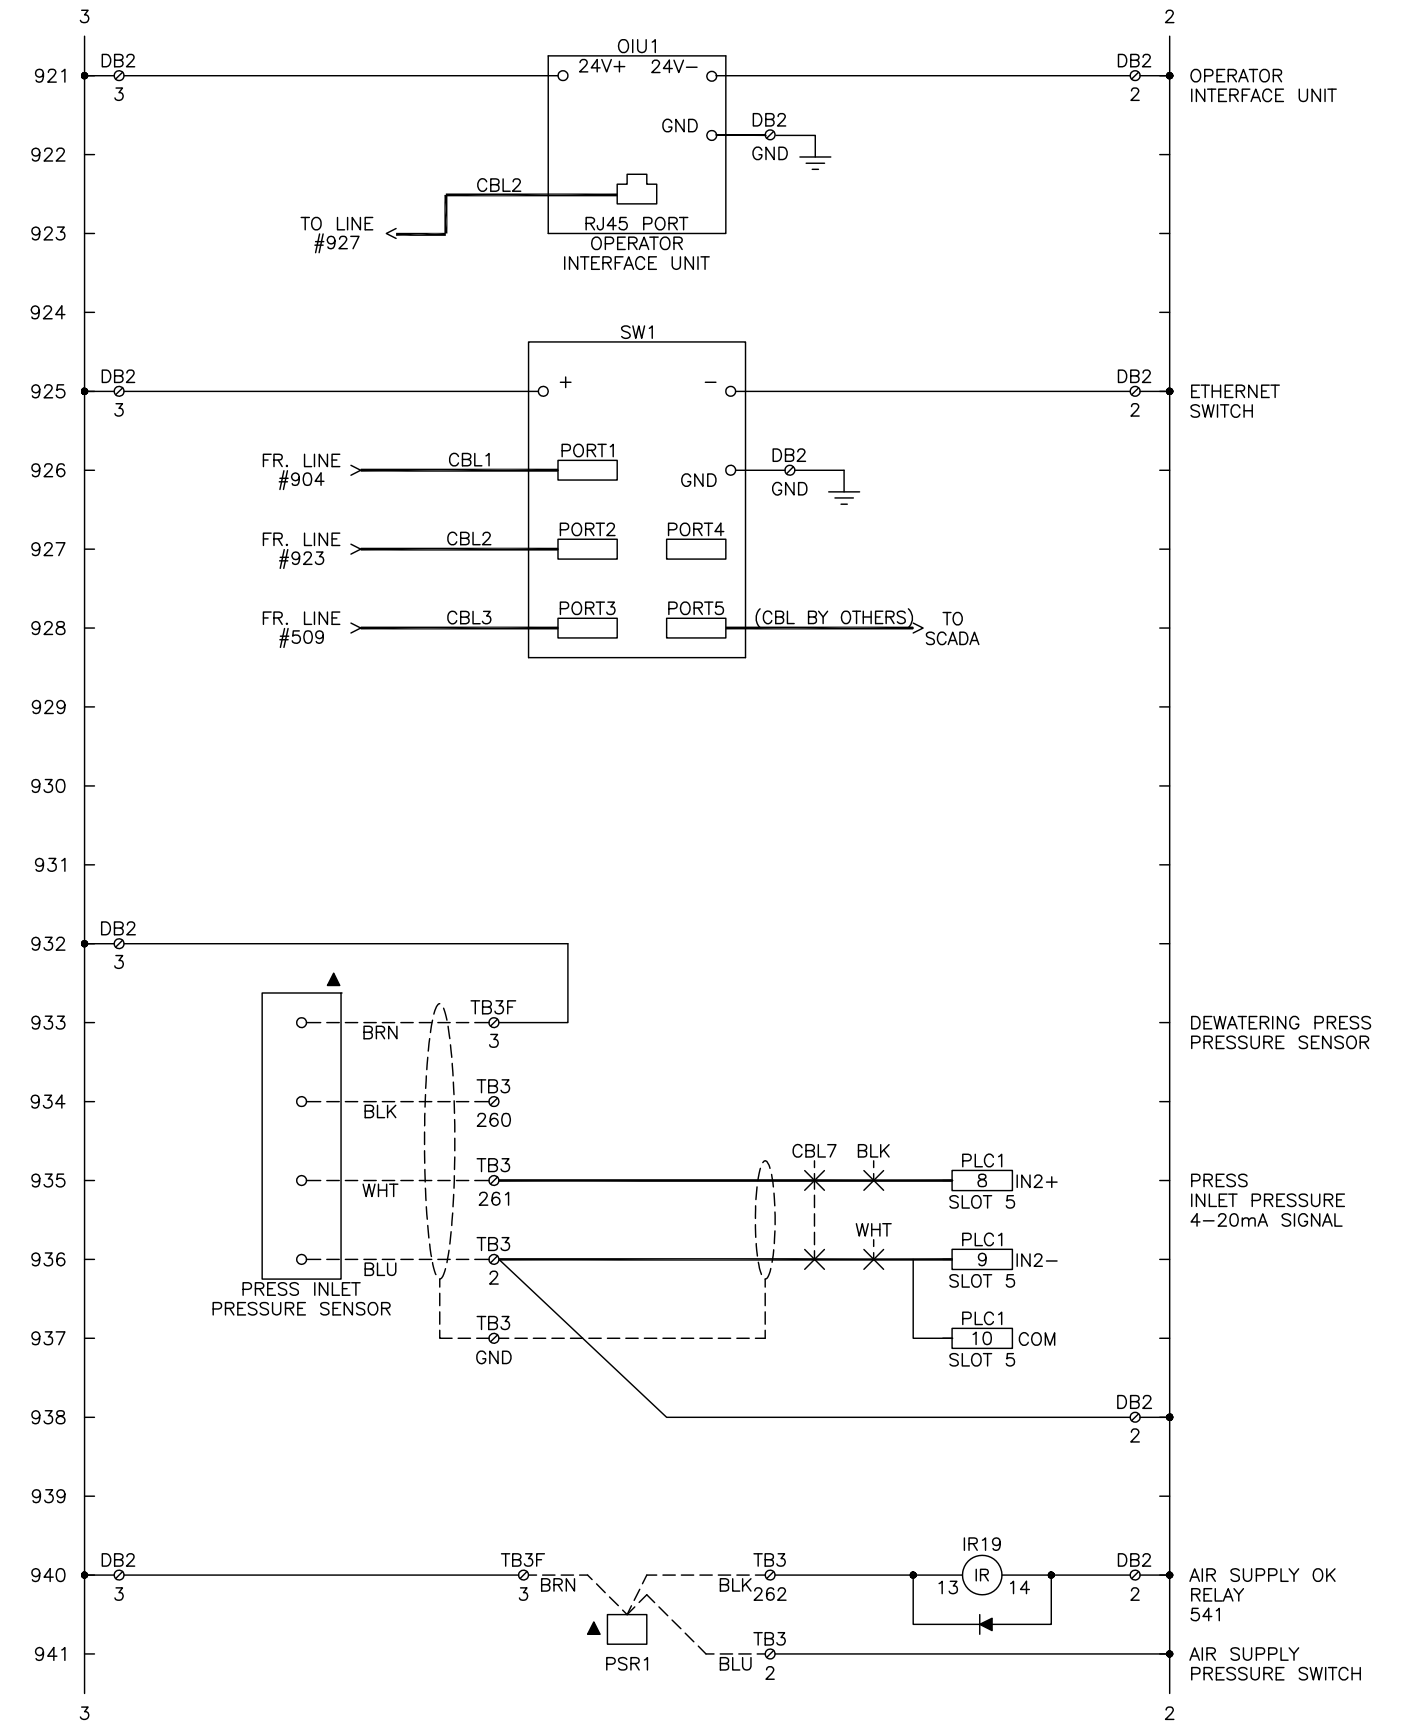 3
2
OIU1
921
DB2
3
24V+
24V−
DB2
2
OPERATOR
INTERFACE UNIT
GND
DB2
GND
922
CBL2
RJ45 PORT
923
TO LINE
#927
OPERATOR
INTERFACE UNIT
924
SW1
925
DB2
3
+
−
DB2
2
ETHERNET
SWITCH
926
FR. LINE
#904
CBL1
PORT1
GND
DB2
GND
927
FR. LINE
#923
CBL2
PORT2
PORT4
928
FR. LINE
#509
CBL3
PORT3
PORT5
(CBL BY OTHERS)
TO
SCADA
929
930
931
932
DB2
3
933
BRN
TB3F
3
DEWATERING PRESS
PRESSURE SENSOR
934
BLK
TB3
260
935
WHT
TB3
261
CBL7
BLK
PLC1
8
IN2+
SLOT 5
PRESS
INLET PRESSURE
4−20mA SIGNAL
936
BLU
TB3
2
WHT
PLC1
9
IN2−
SLOT 5
PRESS INLET
PRESSURE SENSOR
937
TB3
GND
PLC1
10
COM
SLOT 5
938
DB2
2
939
940
DB2
3
TB3F
3
BRN
BLK
TB3
262
IR19
13
IR
14
DB2
2
AIR SUPPLY OK
RELAY
541
941
PSR1
BLU
TB3
2
AIR SUPPLY
PRESSURE SWITCH
3
2